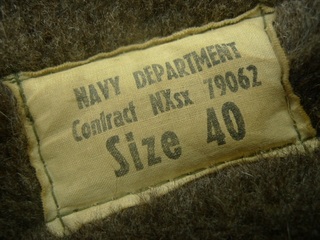 NAVY DEPARTMENT
Contract NXsx 79062
Size 40